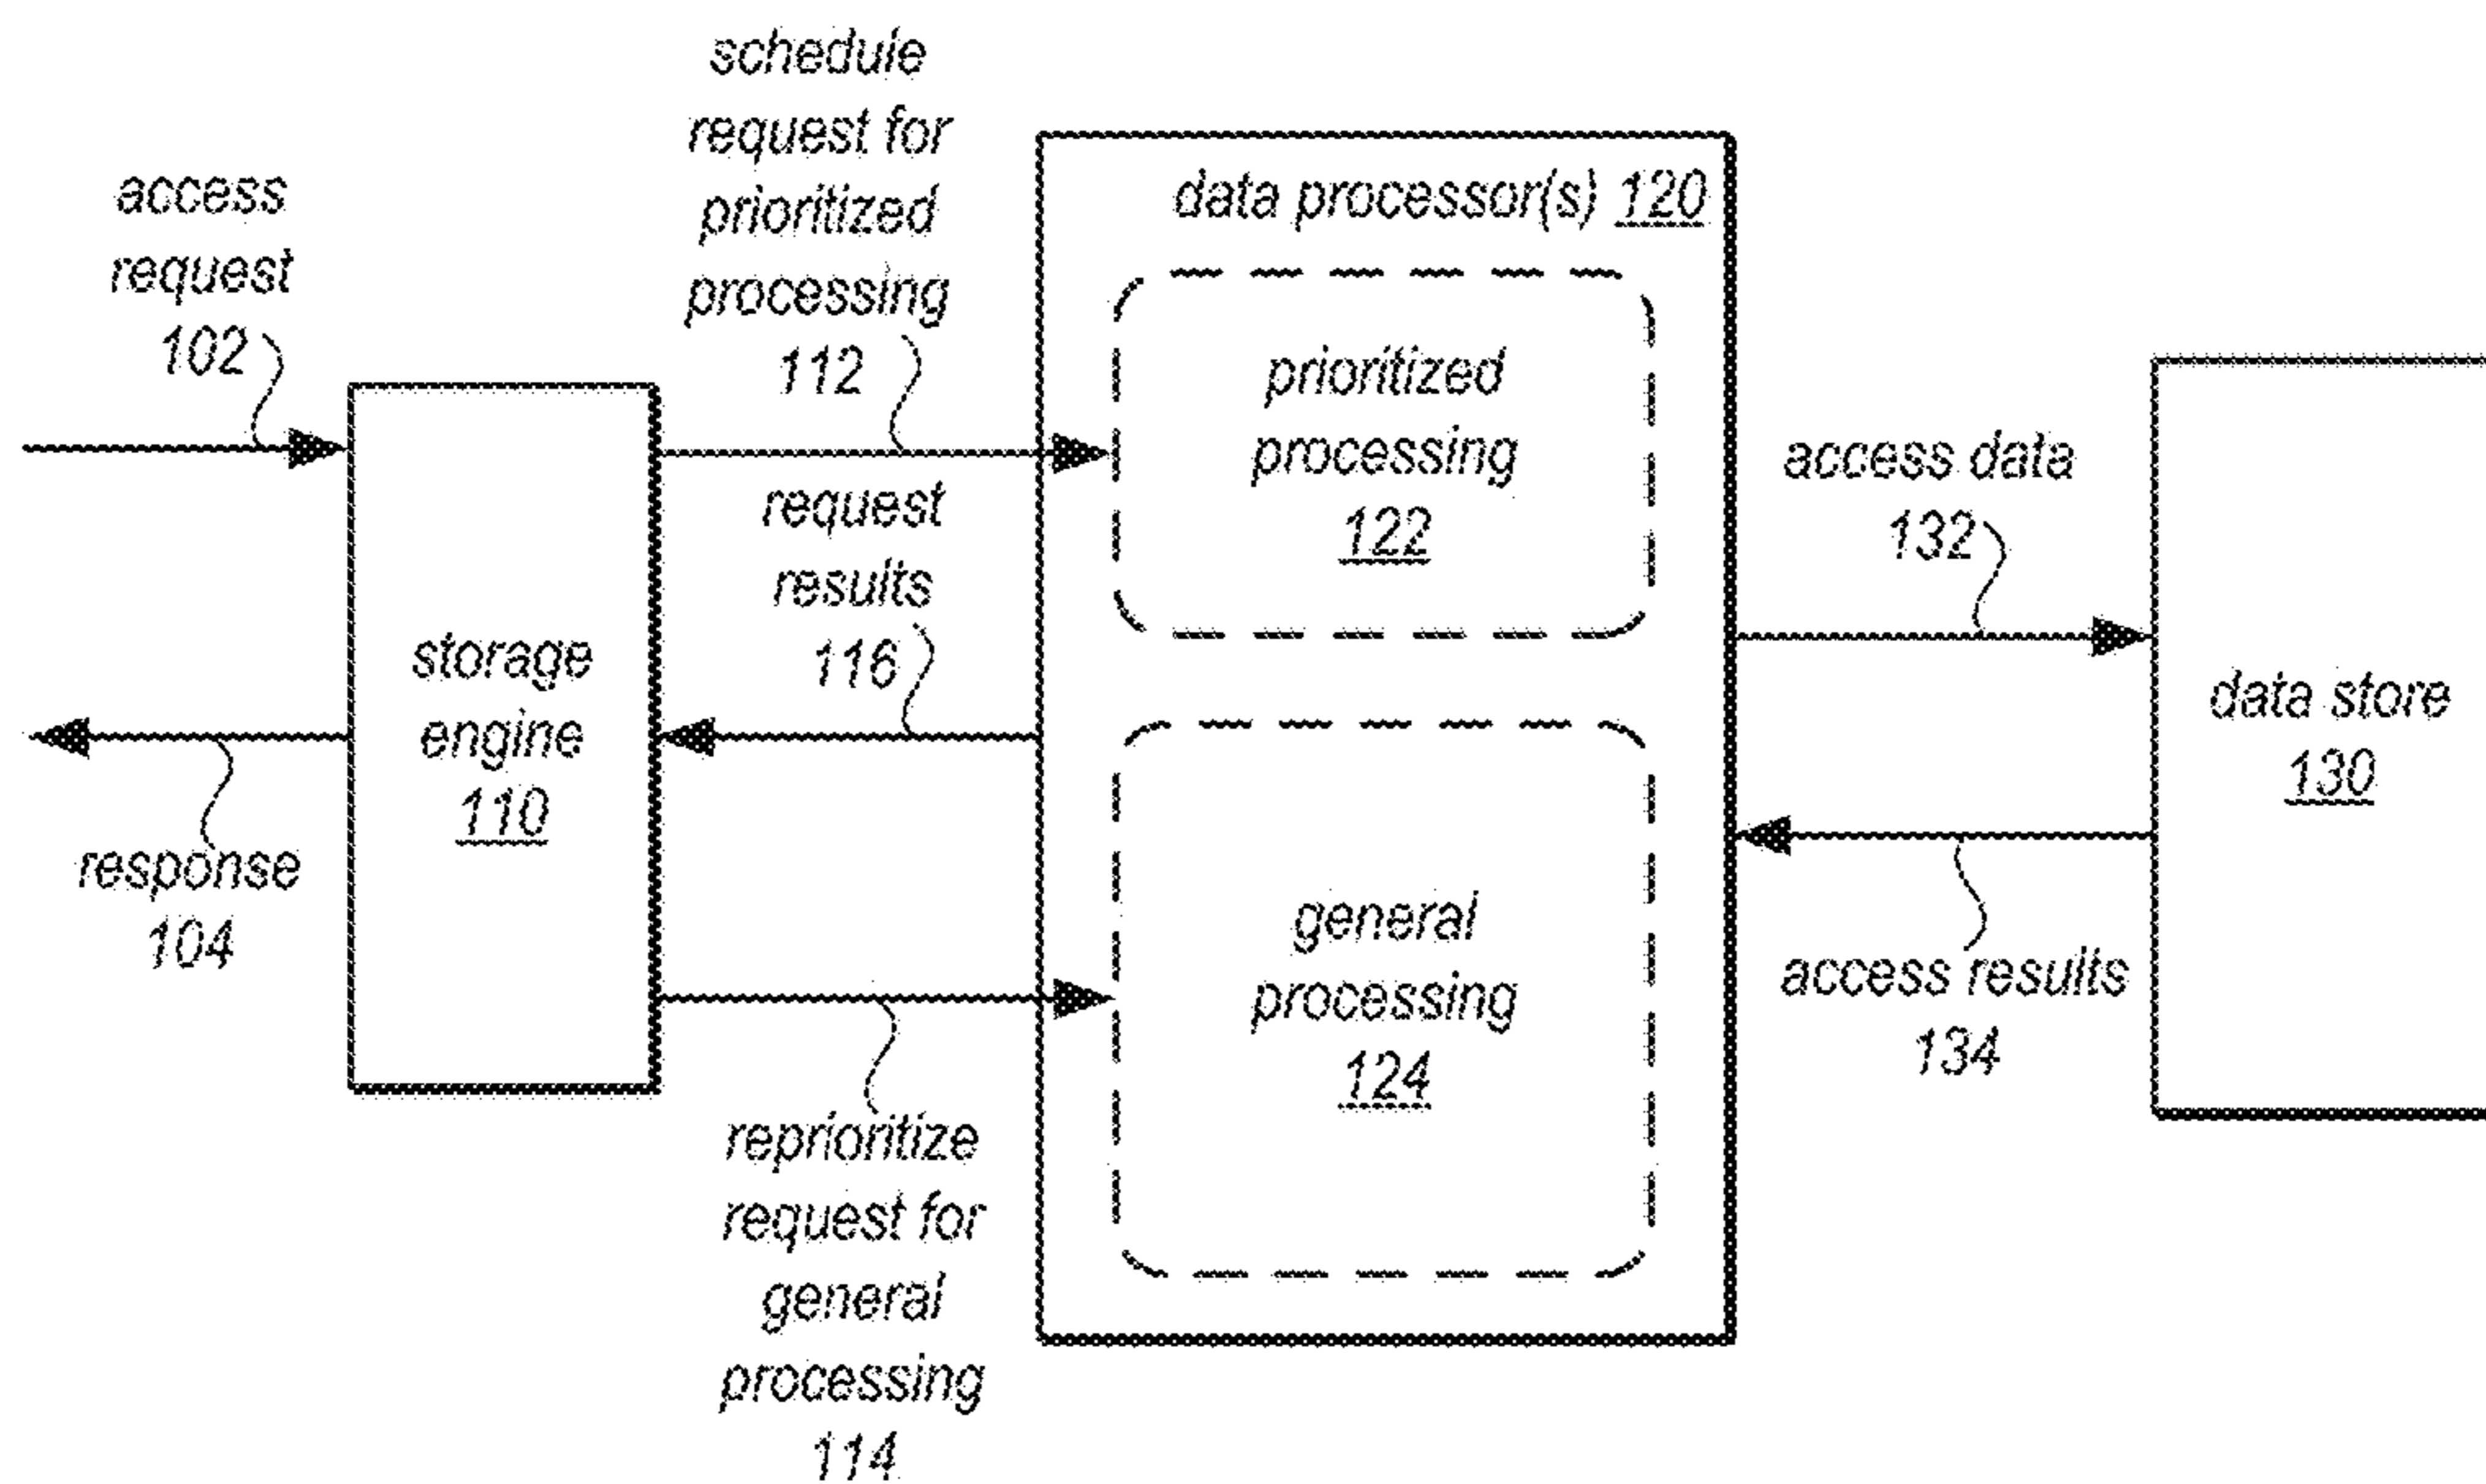 access
request
102
schedule
request for
prioritized
processing
112
request
results
116
storage
engine
110
response
104
reprioritize
request for
general
processing
114
data processor(s) 120
prioritized
processing
122
general
processing
124
access data
132
access results
134
data store
130